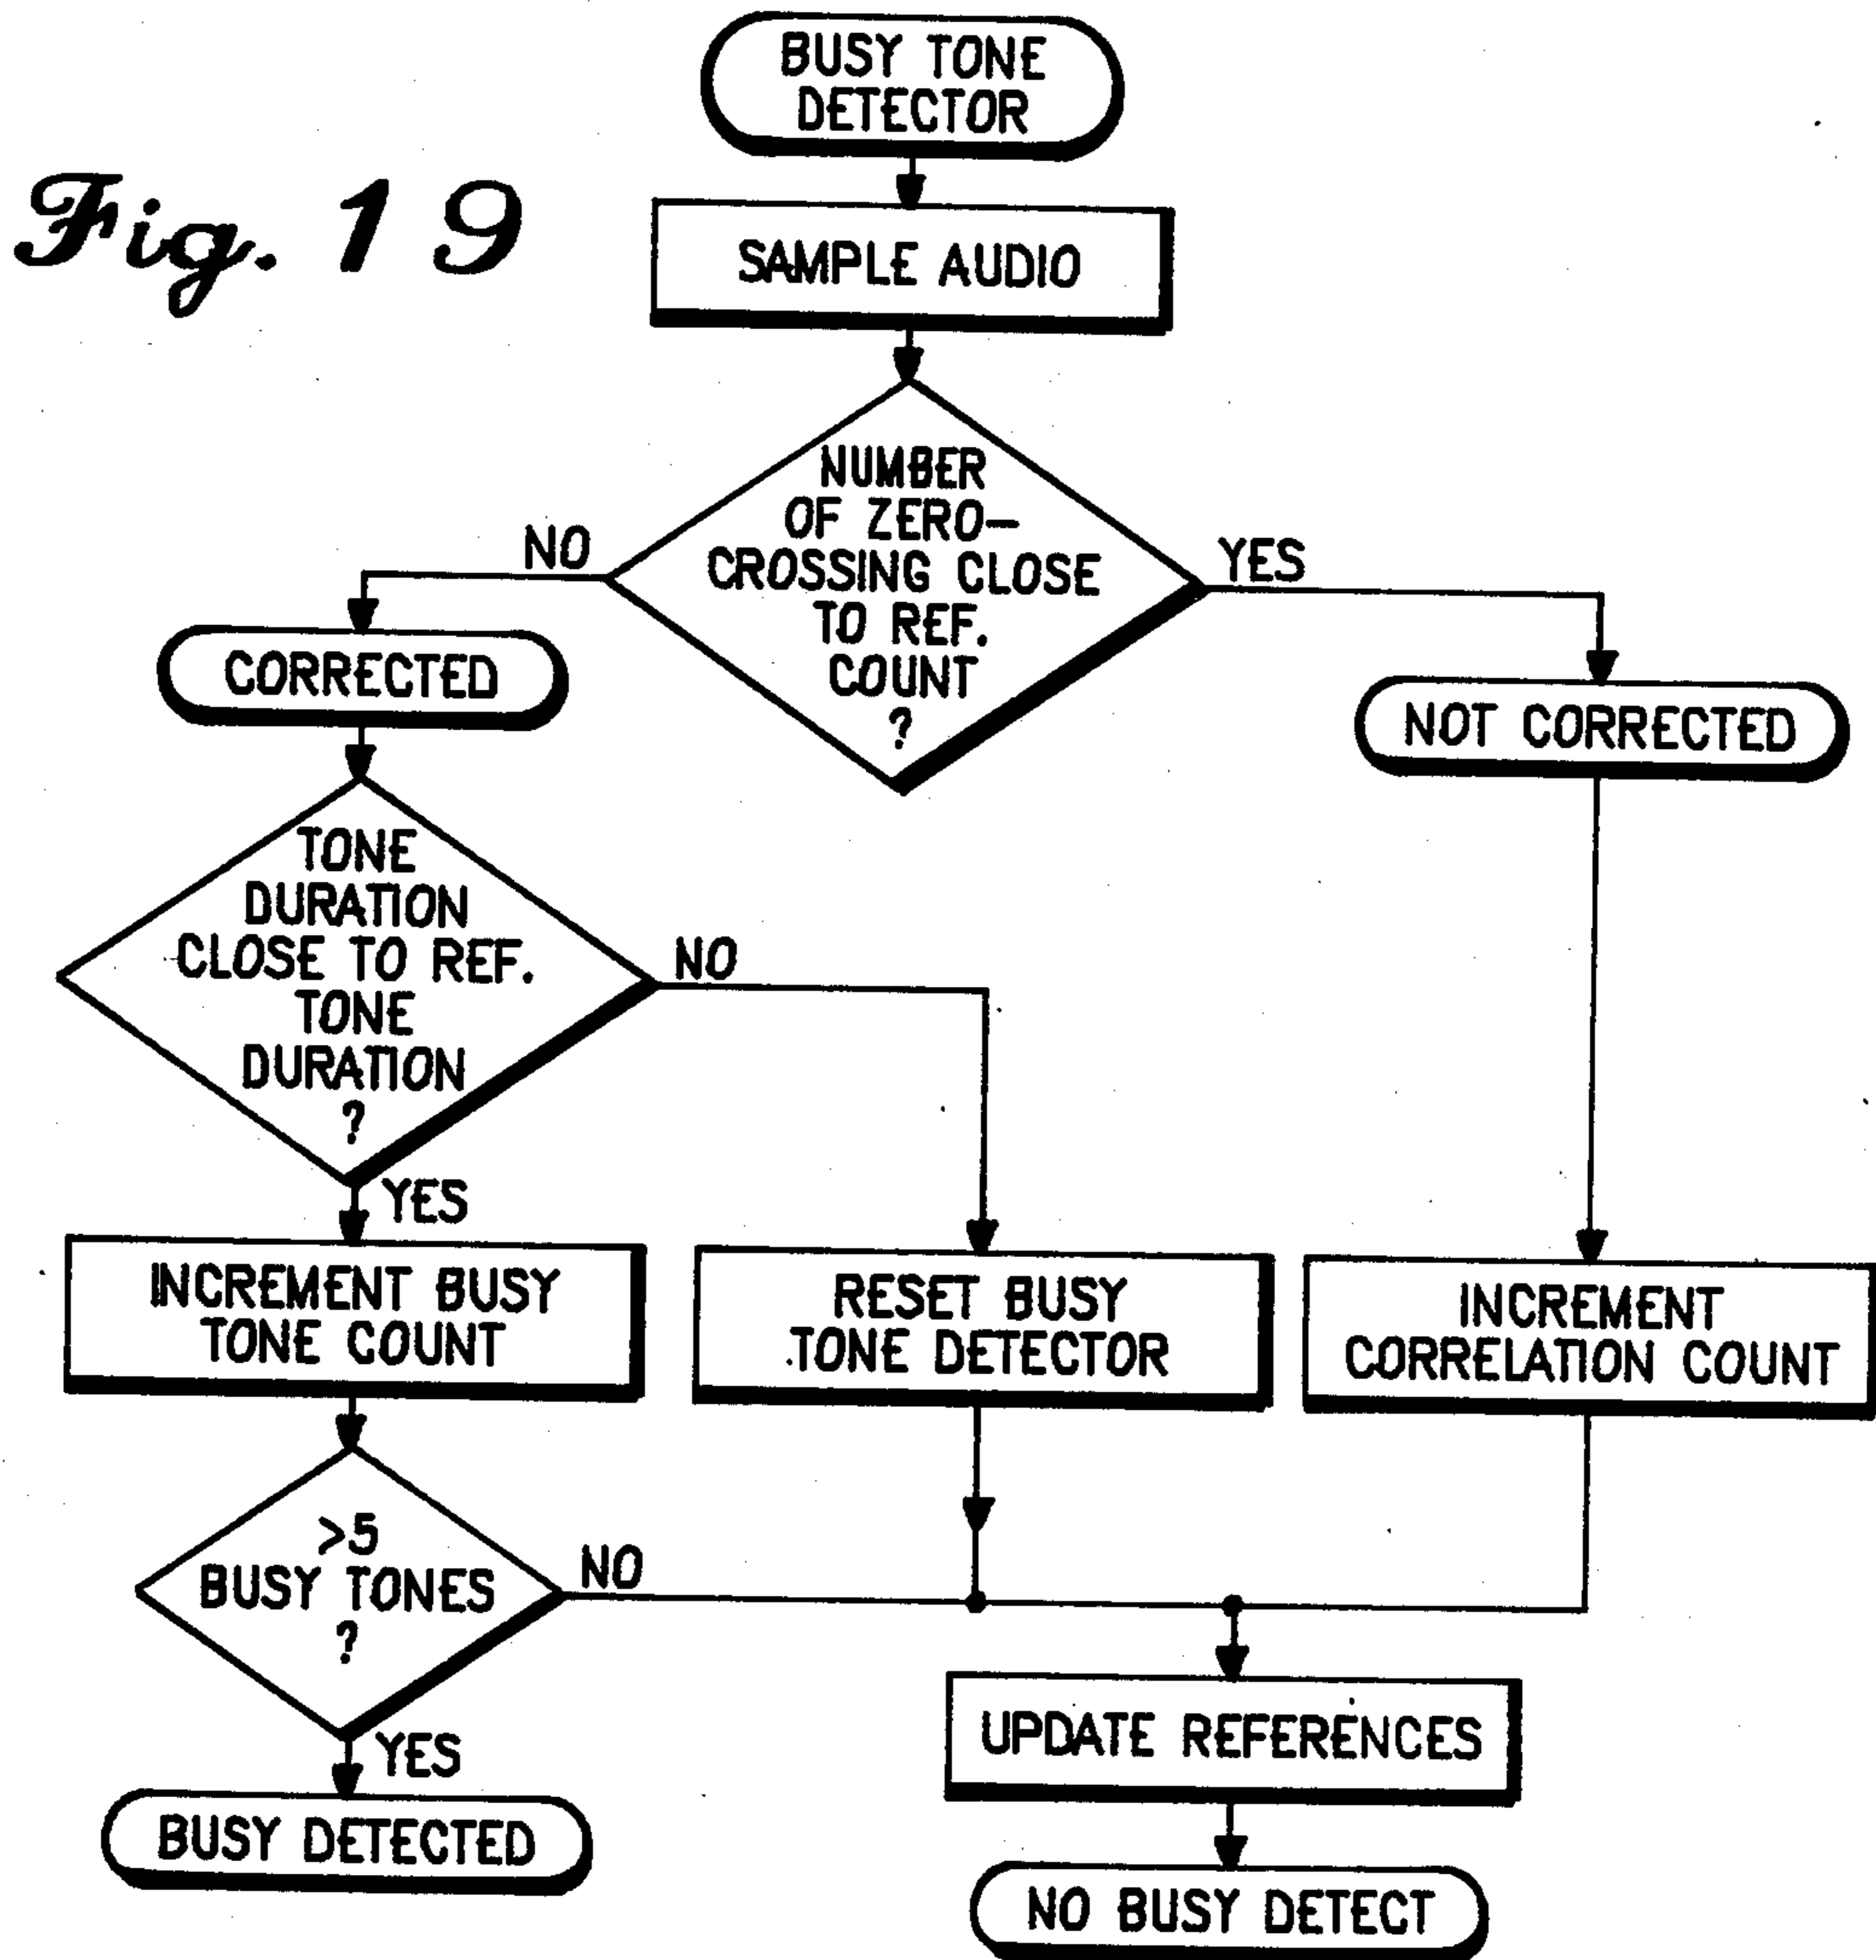 Fig. 19
BUSY TONE
DETECTOR
SAMPLE AUDIO
NUMBER
OF ZERO-
CROSSING CLOSE
TO REF.
COUNT
?
NO
YES
CORRECTED
NOT CORRECTED
TONE
DURATION
CLOSE TO REF.
TONE
DURATION
?
NO
YES
INCREMENT BUSY
TONE COUNT
RESET BUSY
TONE DETECTOR
INCREMENT
CORRELATION COUNT
>5
BUSY TONES
?
NO
YES
UPDATE REFERENCES
BUSY DETECTED
NO BUSY DETECT